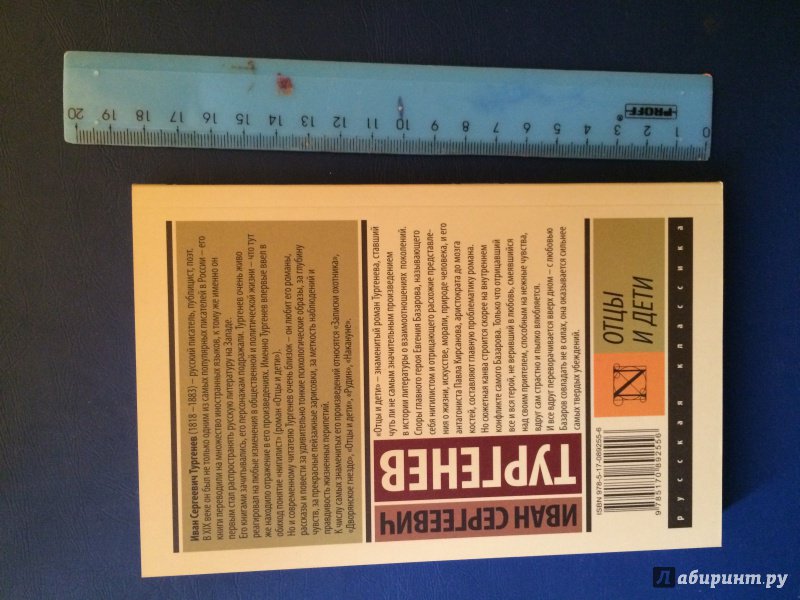 20 19 18 17 16 15 14 13 12 11 10 9 8 7 6 5 4 3 2 1 0
PROFF®
Иван Сергеевич Тургенев (1818 –1883) – русский писатель, публицист, поэт.
В XIX веке он был не только одним из самых популярных писателей в России – его
книги переводили на множество иностранных языков, к тому же именно он
первым стал распространять русскую литературу на Западе.
Его книгами зачитывались, его персонажам подражали. Тургенев очень живо
реагировал на любые изменения в общественной и политической жизни – что тут
же находило отражение в его произведениях. Именно Тургенев впервые ввел в
обиход понятие «нигилист» (роман «Отцы и дети»).
Но и современному читателю Тургенев очень близок – он любит его романы,
рассказы и повести за удивительно тонкие психологические образы, за глубину
чувств, за прекрасные пейзажные зарисовки, за меткость наблюдений и
правдивость жизненных перипетий.
К числу самых знаменитых его произведений относятся «Записки охотника»,
«Дворянское гнездо», «Отцы и дети», «Рудин», «Накануне».
ИВАН СЕРГЕЕВИЧ
ТУРГЕНЕВ
«Отцы и дети» – знаменитый роман Тургенева, ставший
чуть ли не самым значительным произведением
в истории литературы о взаимоотношениях поколений.
Споры главного героя Евгения Базарова, называющего
себя нигилистом и отрицающего расхожие представле-
ния о жизни, искусстве, морали, природе человека, и его
антагониста Павла Кирсанова, аристократа до мозга
костей, составляют главную проблематику романа.
Но сюжетная канва строится скорее на внутреннем
конфликте самого Базарова. Только что отрицавший
все и вся герой, не веривший в любовь, смеявшийся
над своим приятелем, способным на нежные чувства,
вдруг сам страстно и пылко влюбляется.
И все вдруг переворачивается вверх дном – с любовью
Базаров совладать не в силах, она оказывается сильнее
самых твердых убеждений.
ISBN 978-5-17-089255-6
9 785170 892556
N
ОТЦЫ
И ДЕТИ
русская классика
Лабиринт.ру